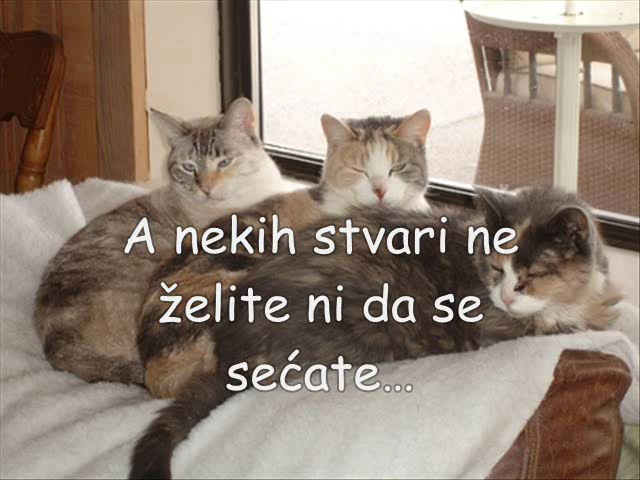 A nekih stvari ne
želite ni da se
sećate...